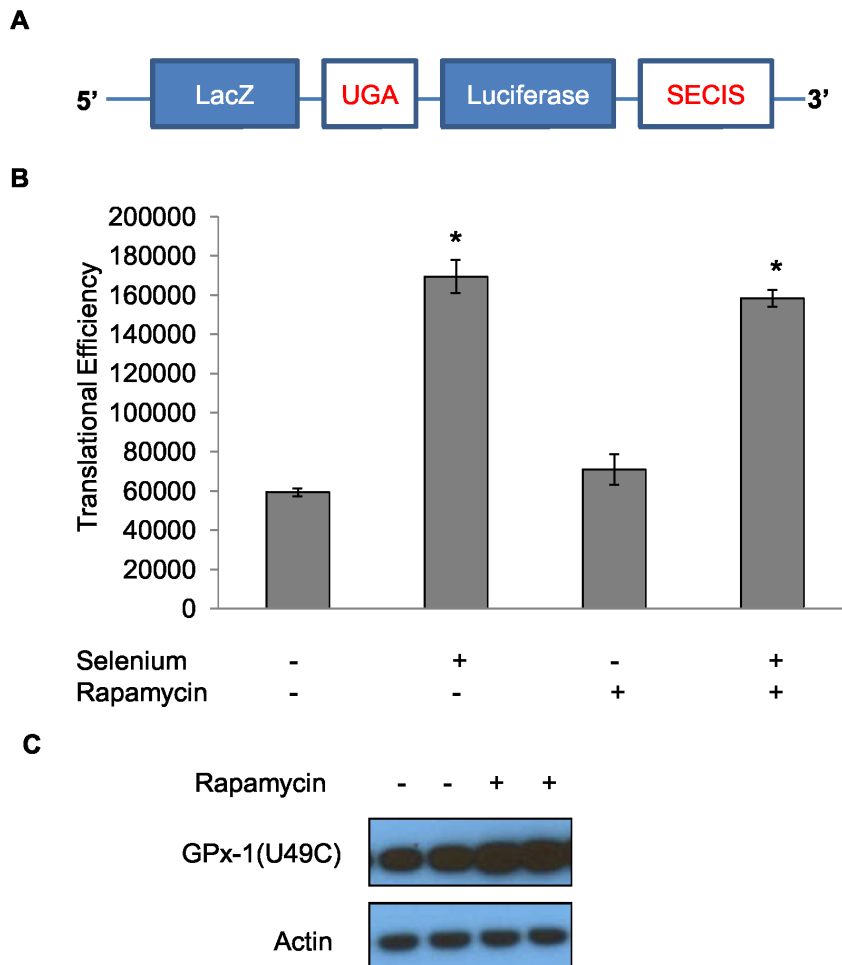 A
5’ LacZ UGA Luciferase SECIS 3’
B
Translational Efficiency
200000
180000
160000
140000
120000
100000
80000
60000
40000
20000
0
* *
Selenium - + - +
Rapamycin - - + +
C
Rapamycin - - + +
GPx-1(U49C)
Actin